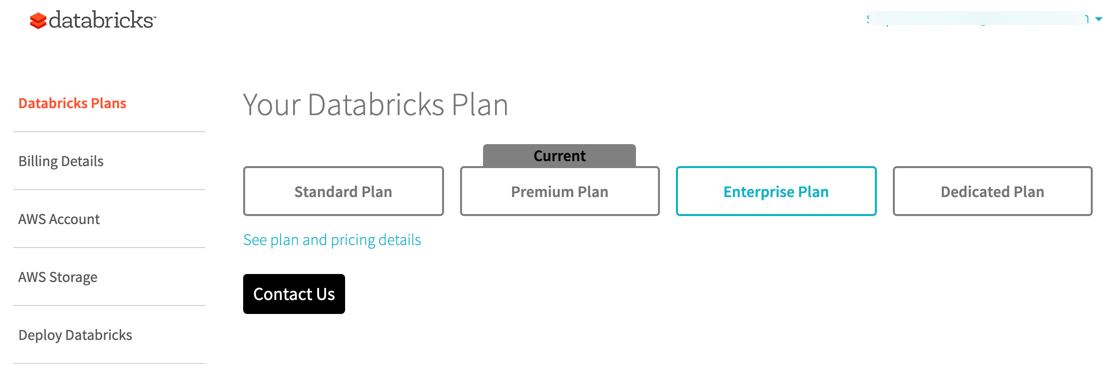 databricks
Databricks Plans
Billing Details
AWS Account
AWS Storage
Deploy Databricks
Your Databricks Plan
Current
Standard Plan
Premium Plan
Enterprise Plan
Dedicated Plan
See plan and pricing details
Contact Us